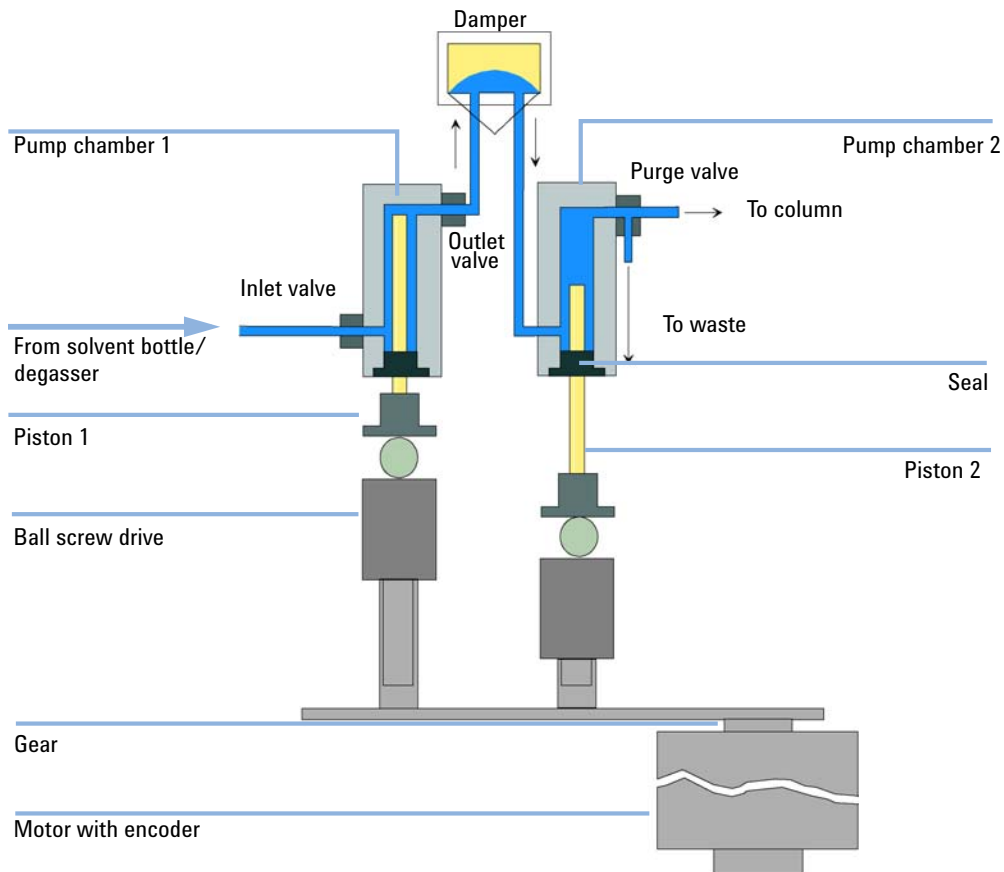 Damper
Pump chamber 1
Pump chamber 2
Purge valve
To column
Outlet
valve
Inlet valve
To waste
From solvent bottle/
degasser
Seal
Piston 1
Piston 2
Ball screw drive
Gear
Motor with encoder